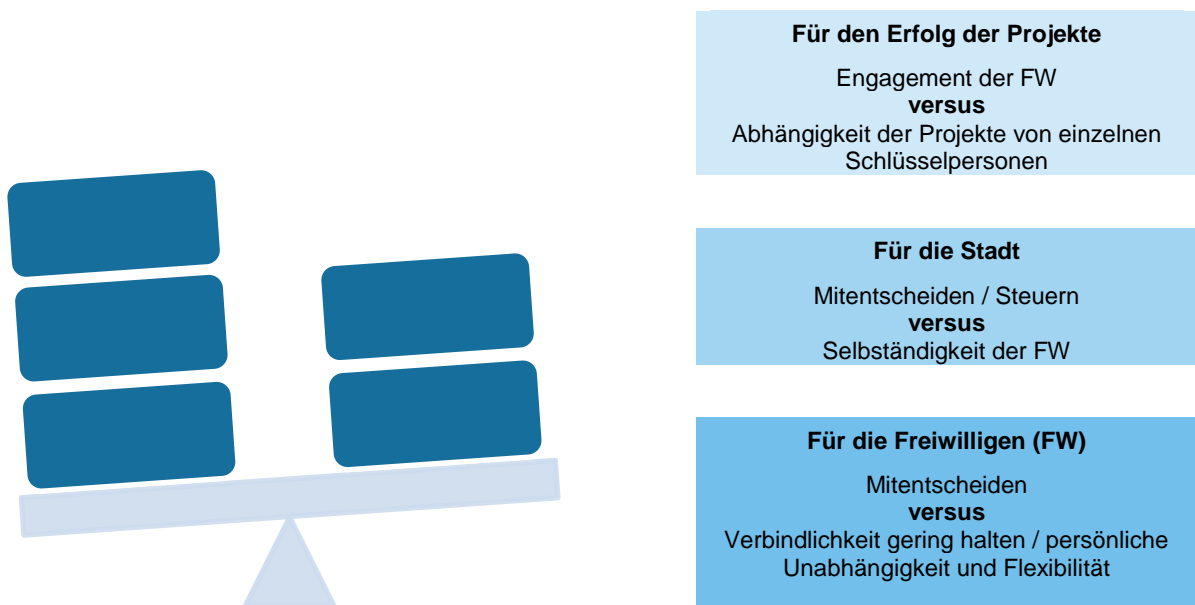 Für den Erfolg der Projekte
Engagement der FW
versus
Abhängigkeit der Projekte von einzelnen
Schlüsselpersonen
Für die Stadt
Mitentscheiden / Steuern
versus
Selbständigkeit der FW
Für die Freiwilligen (FW)
Mitentscheiden
versus
Verbindlichkeit gering halten / persönliche
Unabhängigkeit und Flexibilität